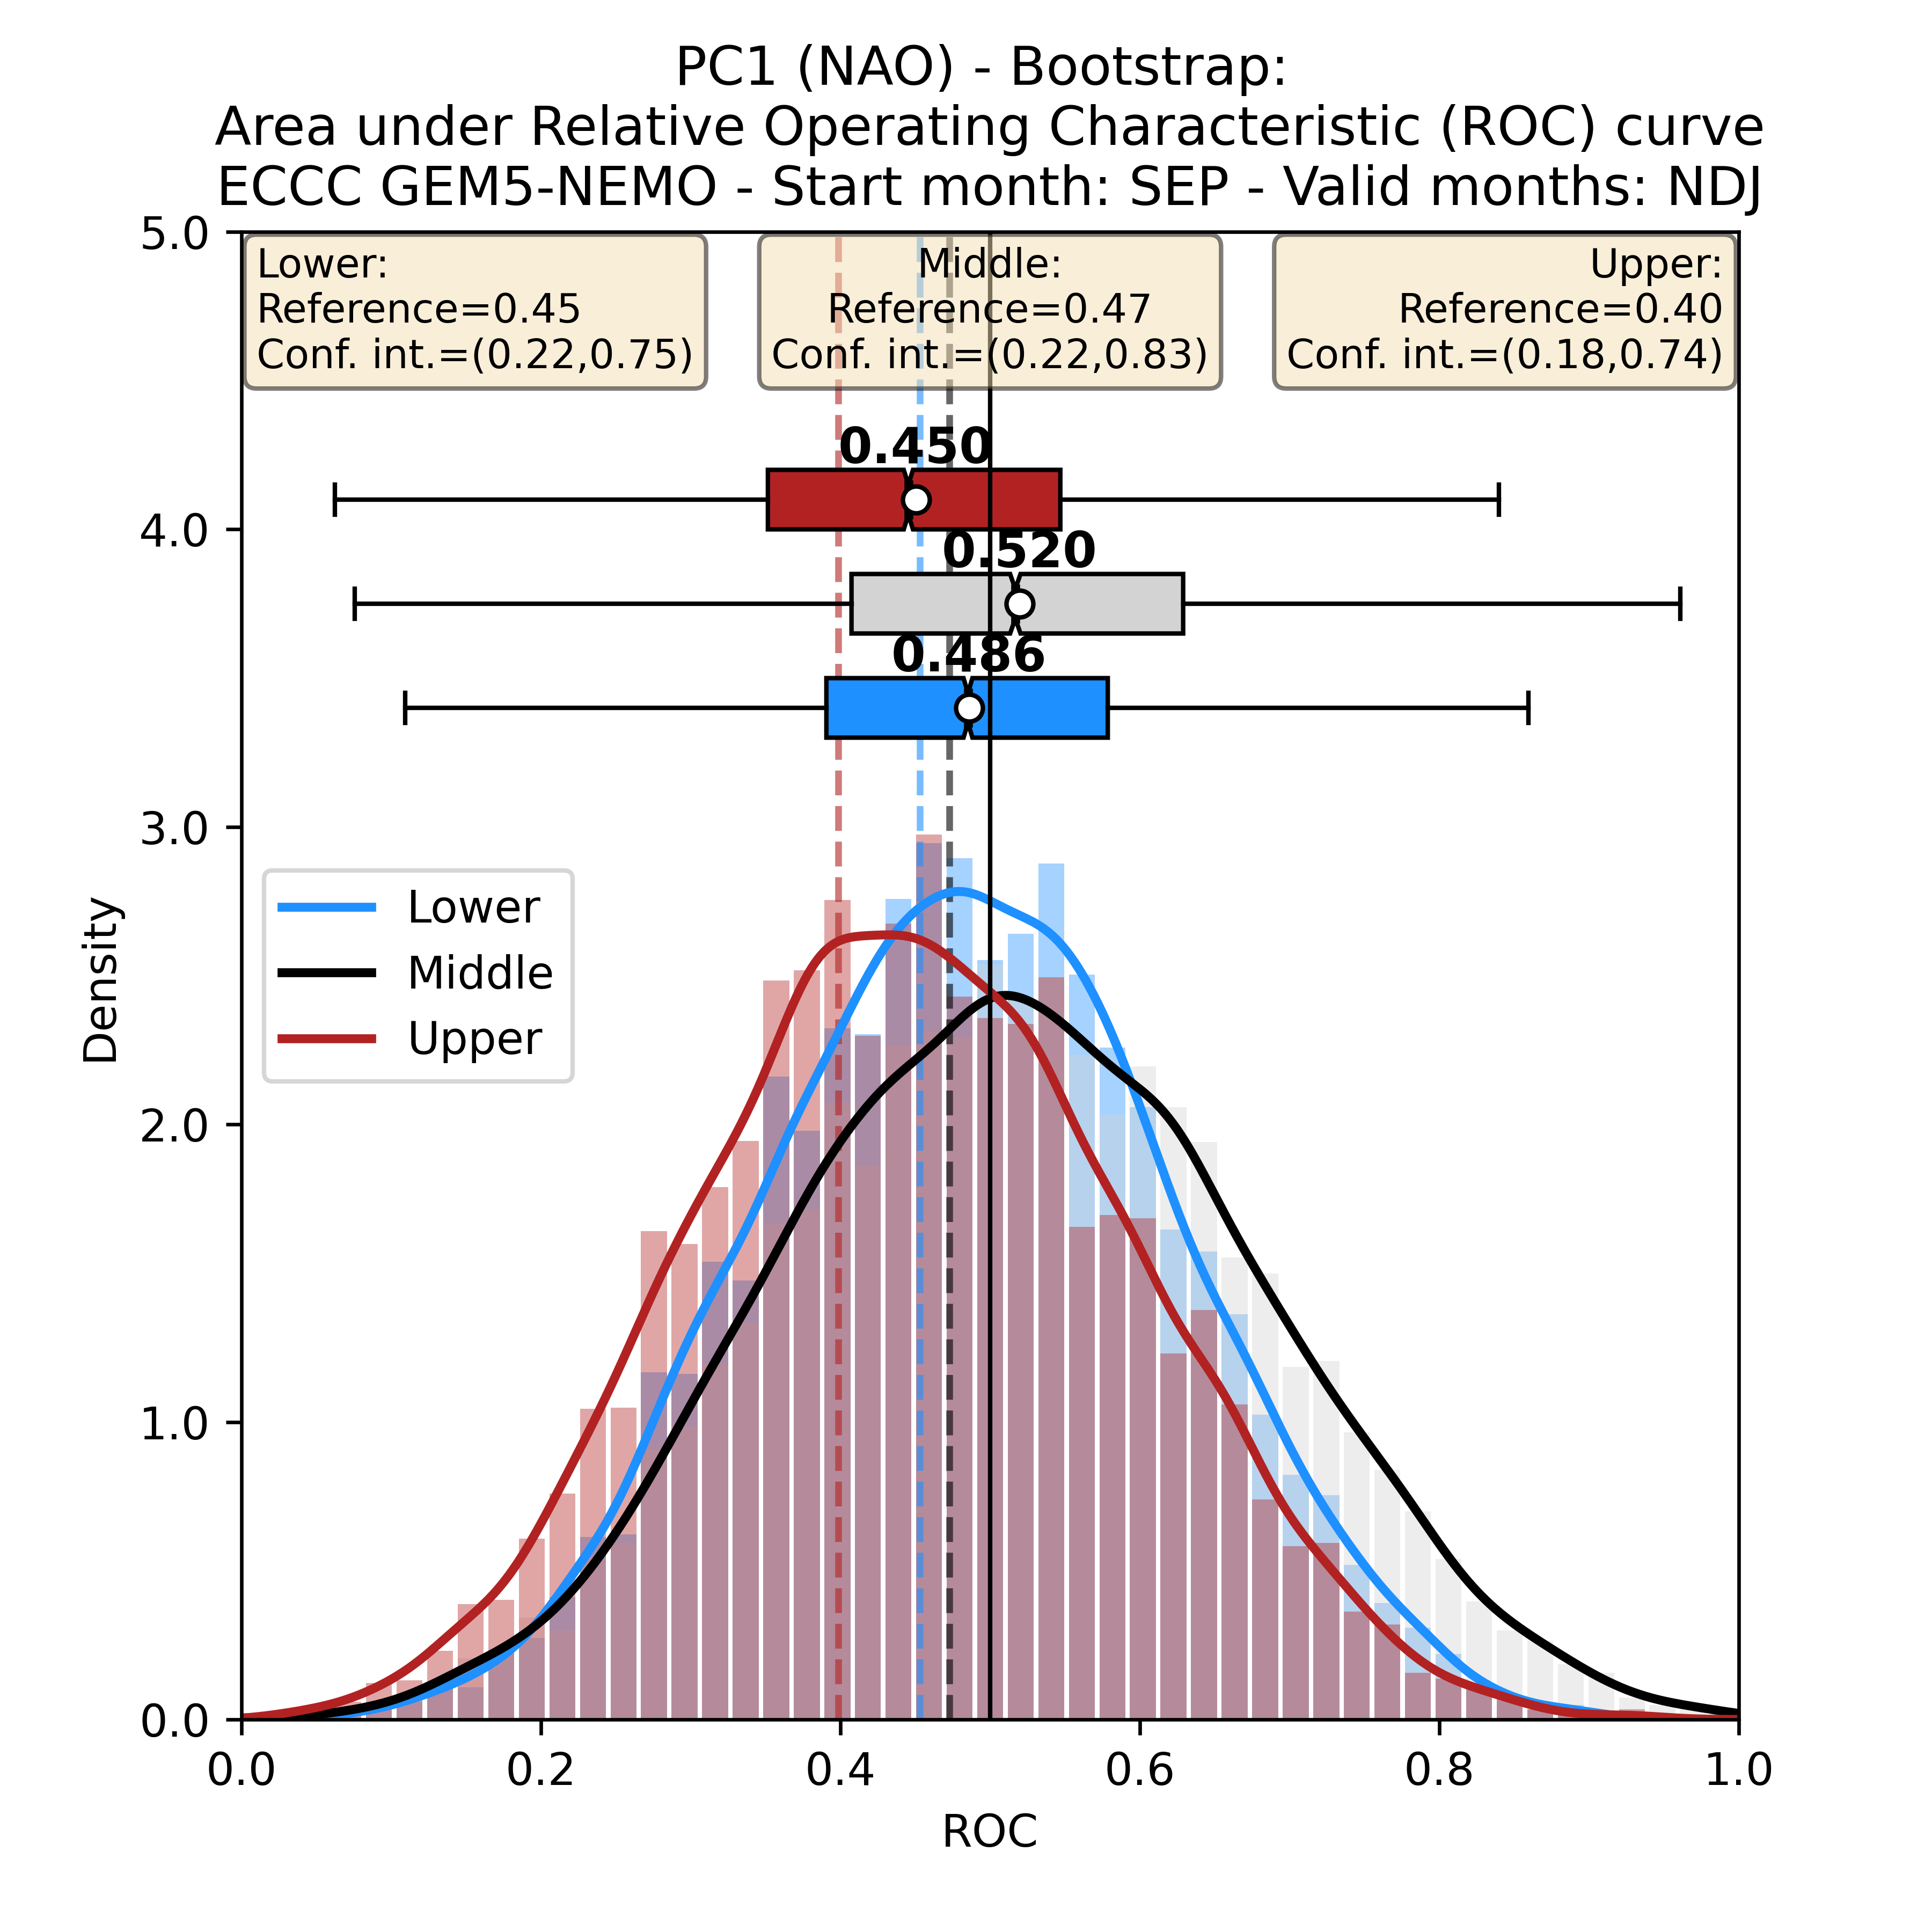 PC1 (NAO) - Bootstrap:
Area under Relative Operating Characteristic (ROC) curve
ECCC GEM5-NEMO - Start month: SEP - Valid months: NDJ
Lower:
Reference=0.45
Conf. int.=(0.22,0.75)
Middle:
Reference=0.47
Conf. int.=(0.22,0.83)
Upper:
Reference=0.40
Conf. int.=(0.18,0.74)
0.450
0.520
0.486
Lower
Middle
Upper
Density
5.0
4.0
3.0
2.0
1.0
0.0
0.0
0.2
0.4
0.6
0.8
1.0
ROC